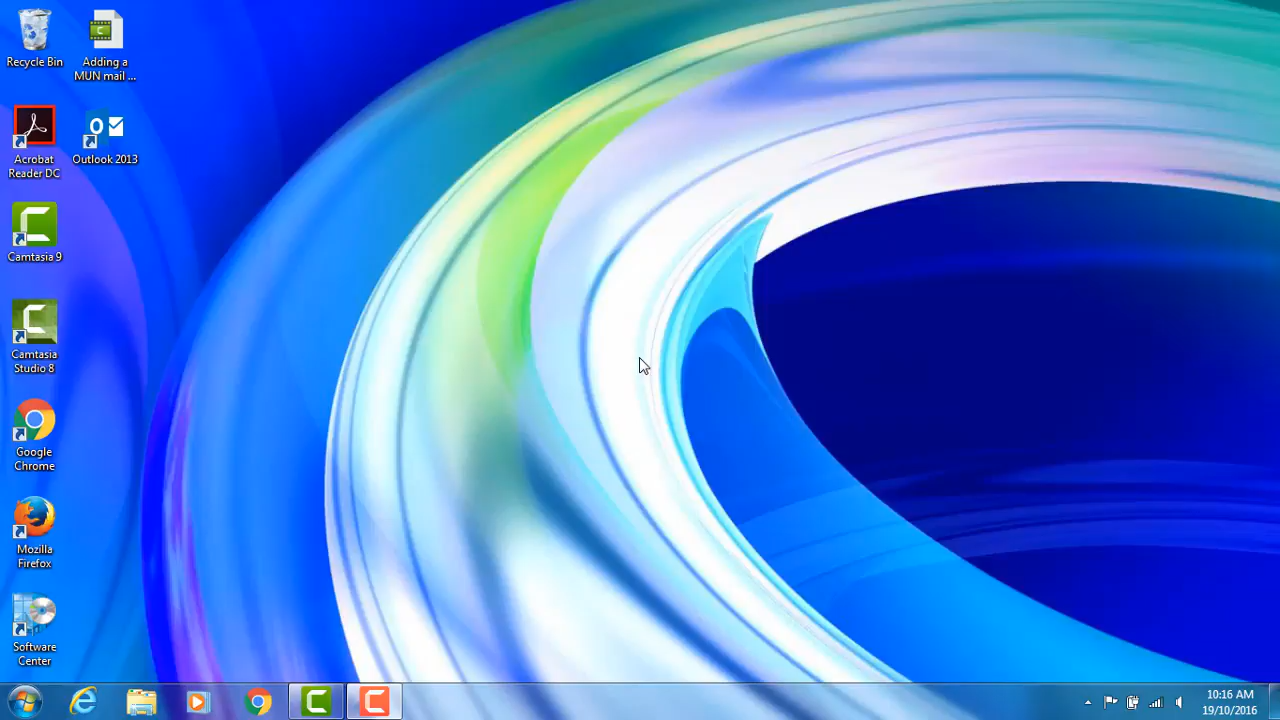 Recycle Bin
Adding a
MUN mail ...
Acrobat
Reader DC
Outlook 2013
Camtasia 9
Camtasia
Studio 8
Google
Chrome
Mozilla
Firefox
Software
Center
10:16 AM
19/10/2016